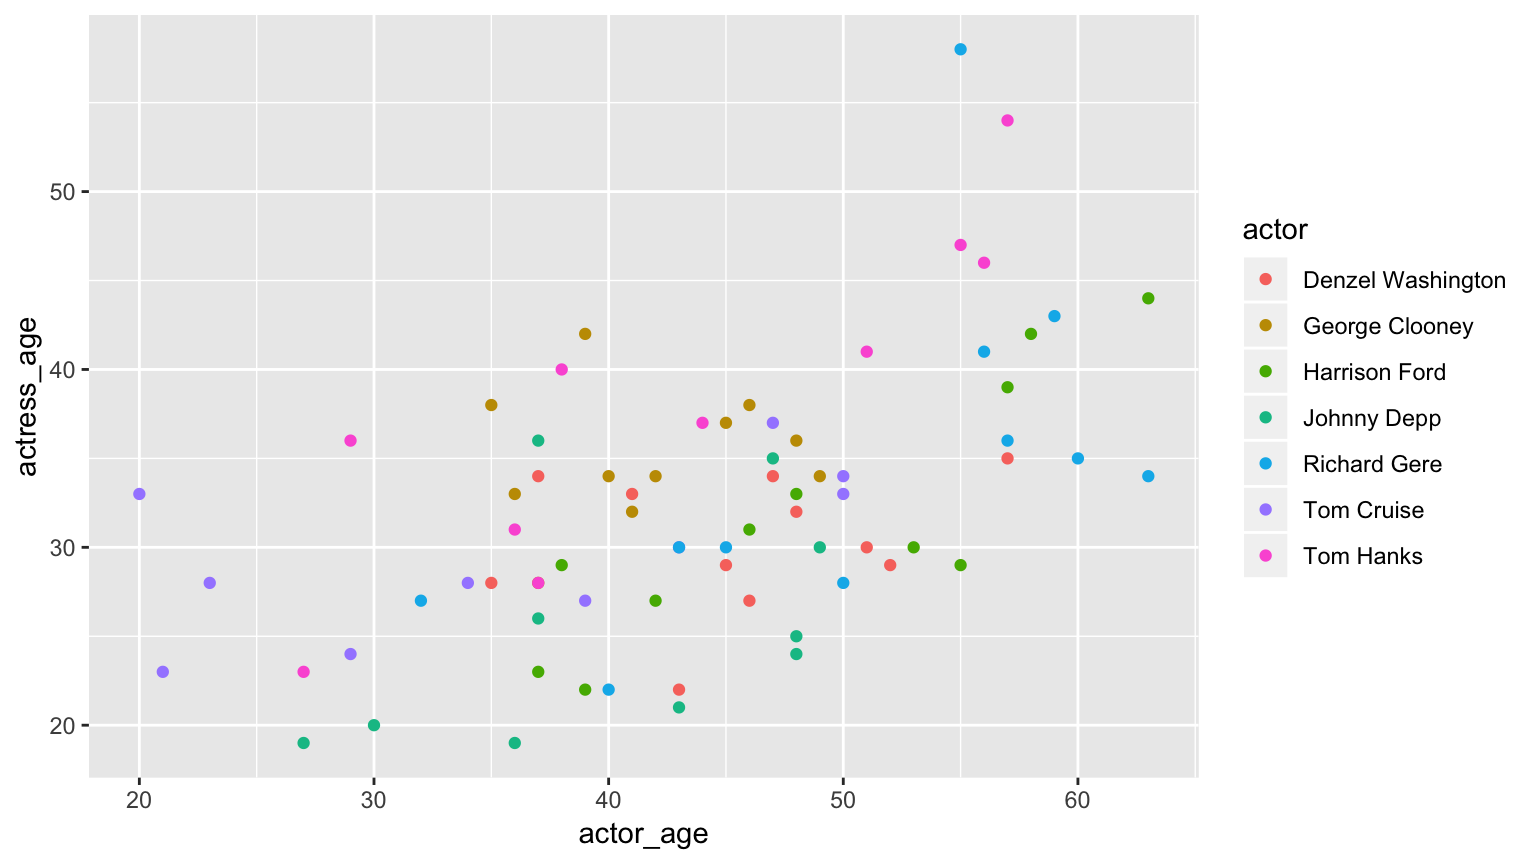 50
40
30
20
actress_age
20 30 40 50 60
actor_age
actor
Denzel Washington
George Clooney
Harrison Ford
Johnny Depp
Richard Gere
Tom Cruise
Tom Hanks